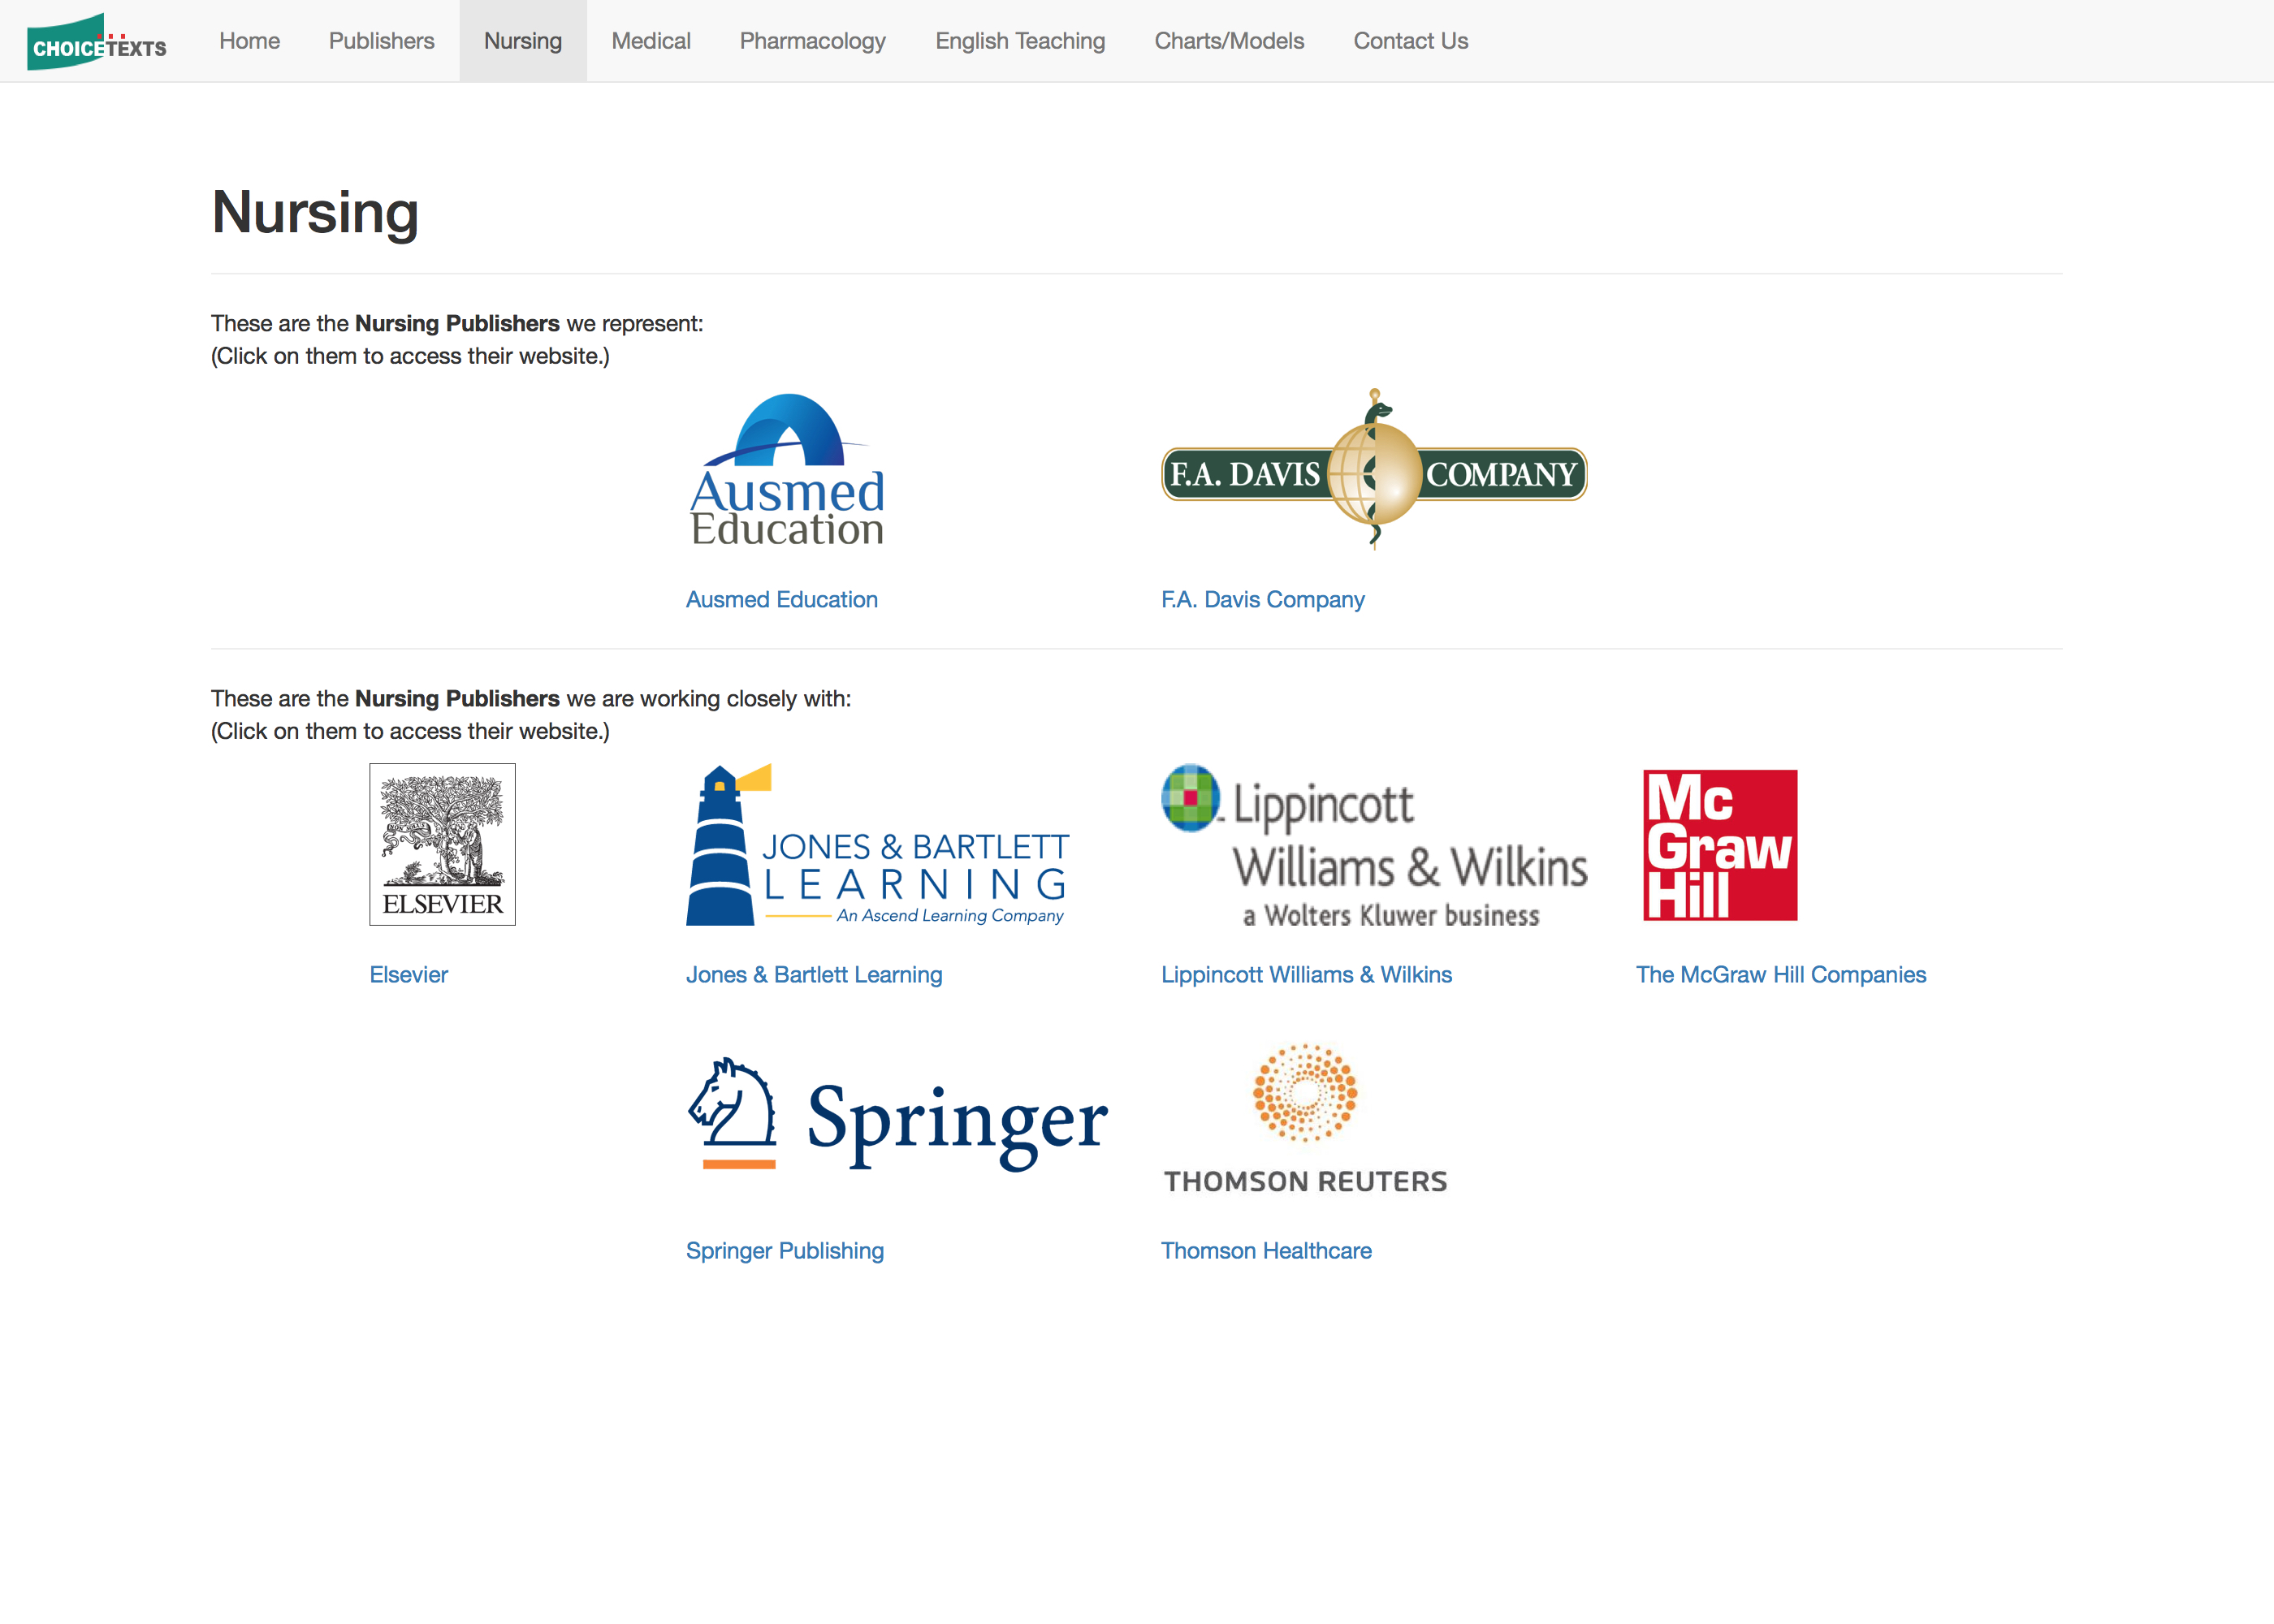 CHOICETEXTS
Home Publishers Nursing Medical Pharmacology English Teaching Charts/Models Contact Us
Nursing
These are the Nursing Publishers we represent:
(Click on them to access their website.)
Ausmed
Education
F.A. DAVIS COMPANY
Ausmed Education
F.A. Davis Company
These are the Nursing Publishers we are working closely with:
(Click on them to access their website.)
ELSEVIER
JONES & BARTLETT
LEARNING
An Ascend Learning Company
Lippincott
Williams & Wilkins
a Wolters Kluwer business
Mc
Graw
Hill
Elsevier
Jones & Bartlett Learning
Lippincott Williams & Wilkins
The McGraw Hill Companies
Springer
THOMSON REUTERS
Springer Publishing
Thomson Healthcare